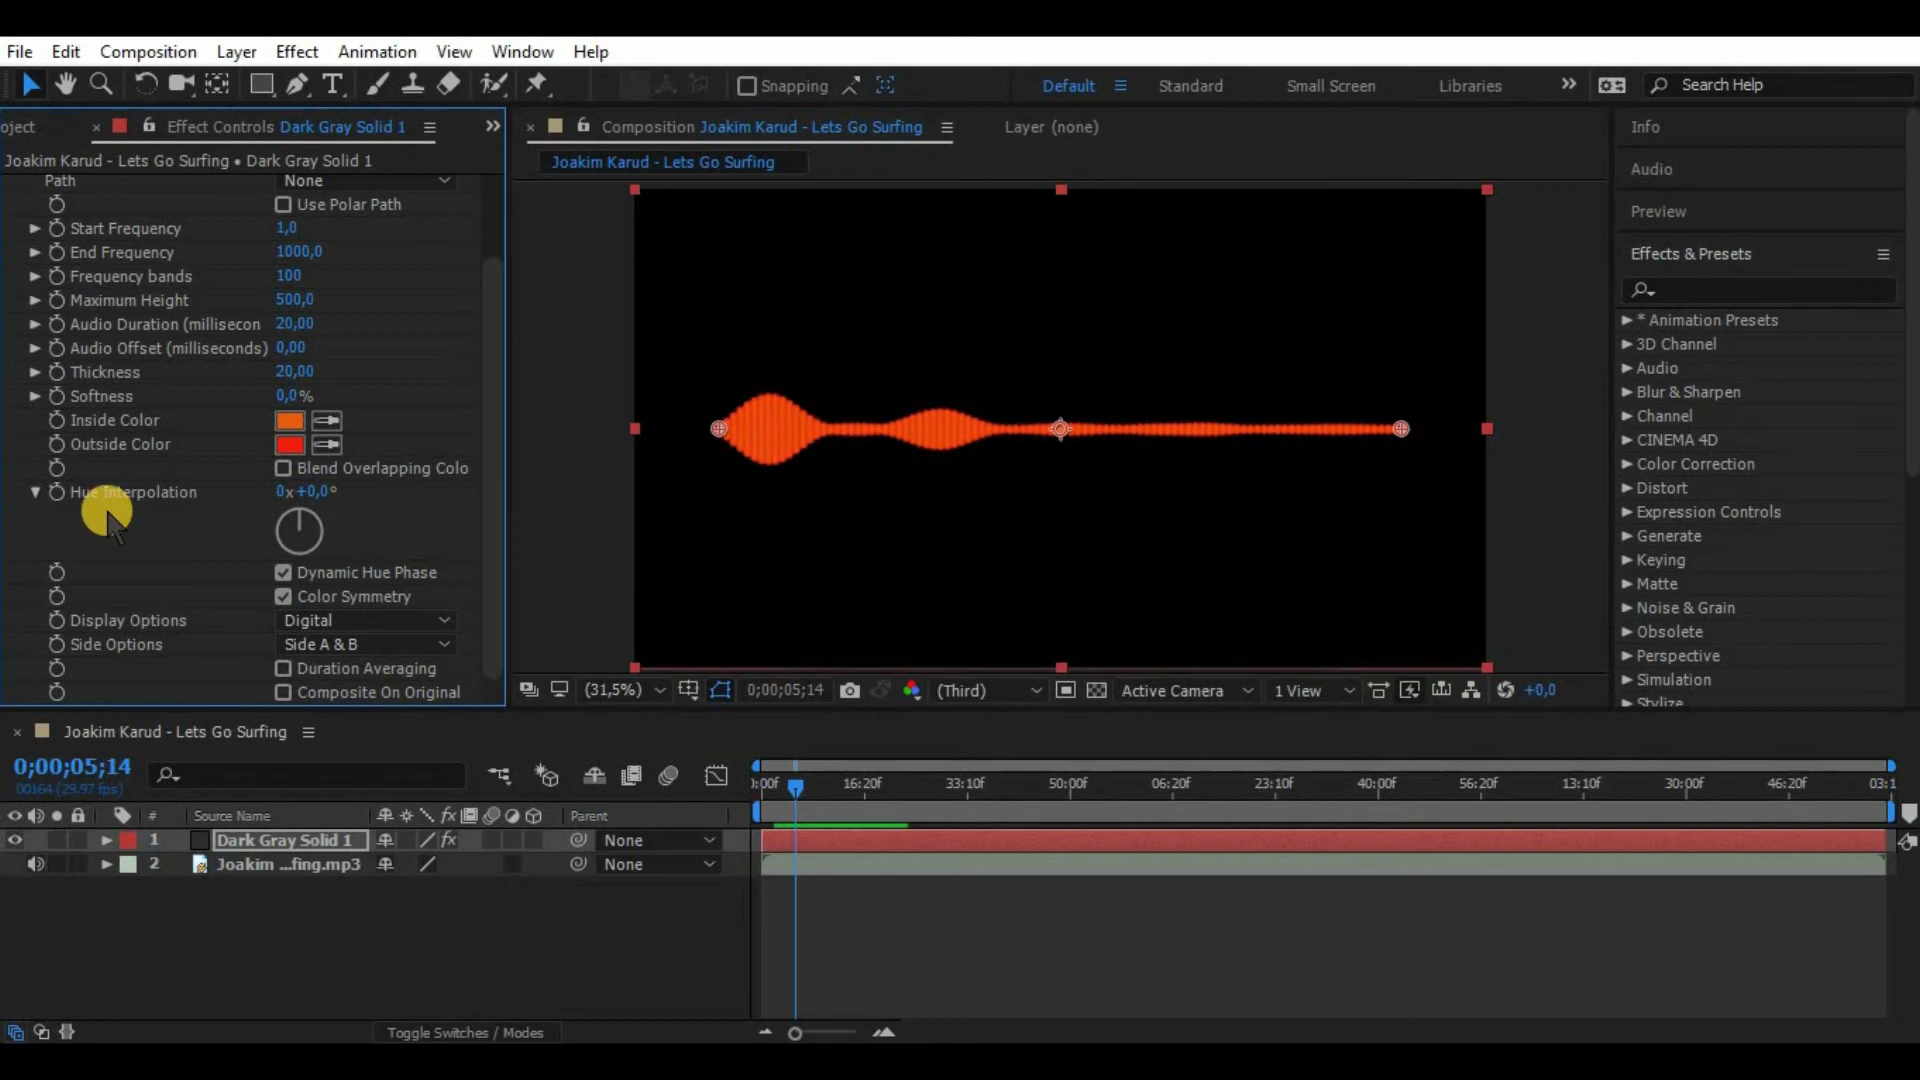 File Edit Composition Layer Effect Animation View Window Help
Snapping Default Standard Small Screen Libraries Search Help
oject Effect Controls Dark Gray Solid 1
Composition Joakim Karud - Lets Go Surfing Layer (none)
Joakim Karud - Lets Go Surfing • Dark Gray Solid 1
Joakim Karud - Lets Go Surfing
Path None
Use Polar Path
Start Frequency 1,0
End Frequency 1000,0
Frequency bands 100
Maximum Height 500,0
Audio Duration (millisecon 20,00
Audio Offset (milliseconds) 0,00
Thickness 20,00
Softness 0,0%
Inside Color
Outside Color
Blend Overlapping Colo
Hue Interpolation 0x+0,0°
Dynamic Hue Phase
Color Symmetry
Display Options Digital
Side Options Side A & B
Duration Averaging
Composite On Original
(31,5%) 0;00;05;14 (Third) Active Camera 1 View +0,0
Info
Audio
Preview
Effects & Presets
* Animation Presets
3D Channel
Audio
Blur & Sharpen
Channel
CINEMA 4D
Color Correction
Distort
Expression Controls
Generate
Keying
Matte
Noise & Grain
Obsolete
Perspective
Simulation
Stylize
Joakim Karud - Lets Go Surfing
0;00;05;14
00164 (29.97 fps)
):00f 16:20f 33:10f 50:00f 06:20f 23:10f 40:00f 56:20f 13:10f 30:00f 46:20f 03:1
# Source Name fx Parent
1 Dark Gray Solid 1 fx None
2 Joakim ...fing.mp3 None
Toggle Switches / Modes